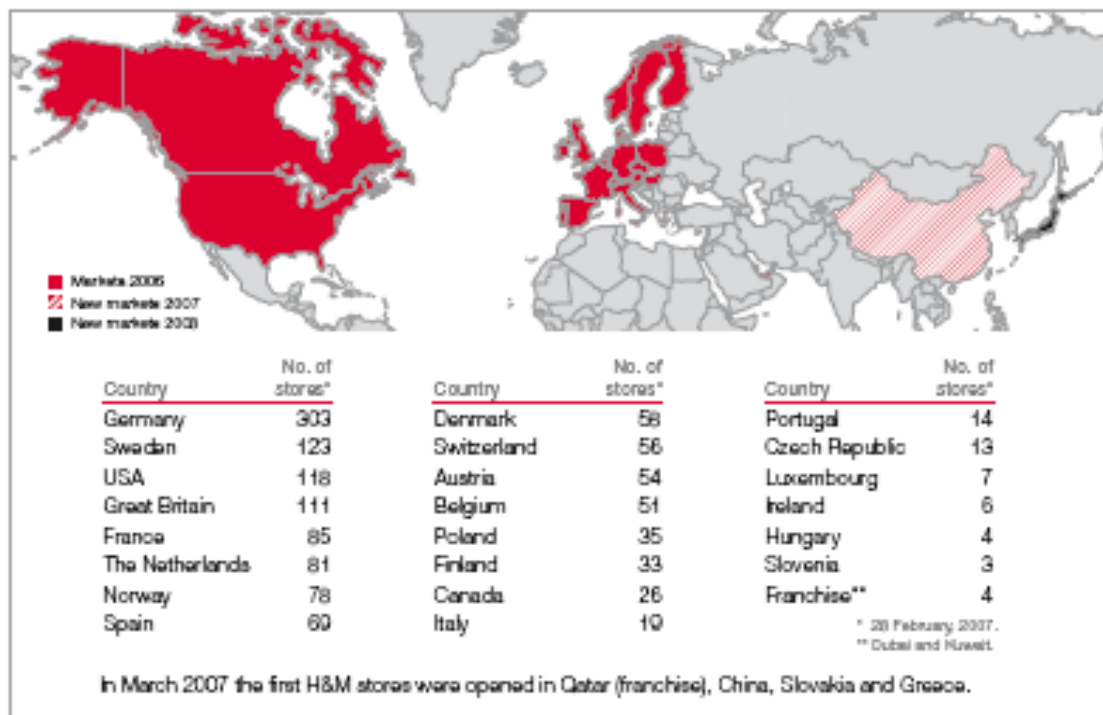 Markets 2006
New markets 2007
New markets 2008
Country No. of stores*
Germany 303
Sweden 123
USA 118
Great Britain 111
France 85
The Netherlands 81
Norway 78
Spain 69
Country No. of stores*
Denmark 58
Switzerland 56
Austria 54
Belgium 51
Poland 35
Finland 33
Canada 26
Italy 19
Country No. of stores*
Portugal 14
Czech Republic 13
Luxembourg 7
Ireland 6
Hungary 4
Slovenia 3
Franchise** 4
* 28 February, 2007.
** Dubai and Kuwait.
In March 2007 the first H&M stores were opened in Qatar (franchise), China, Slovakia and Greece.